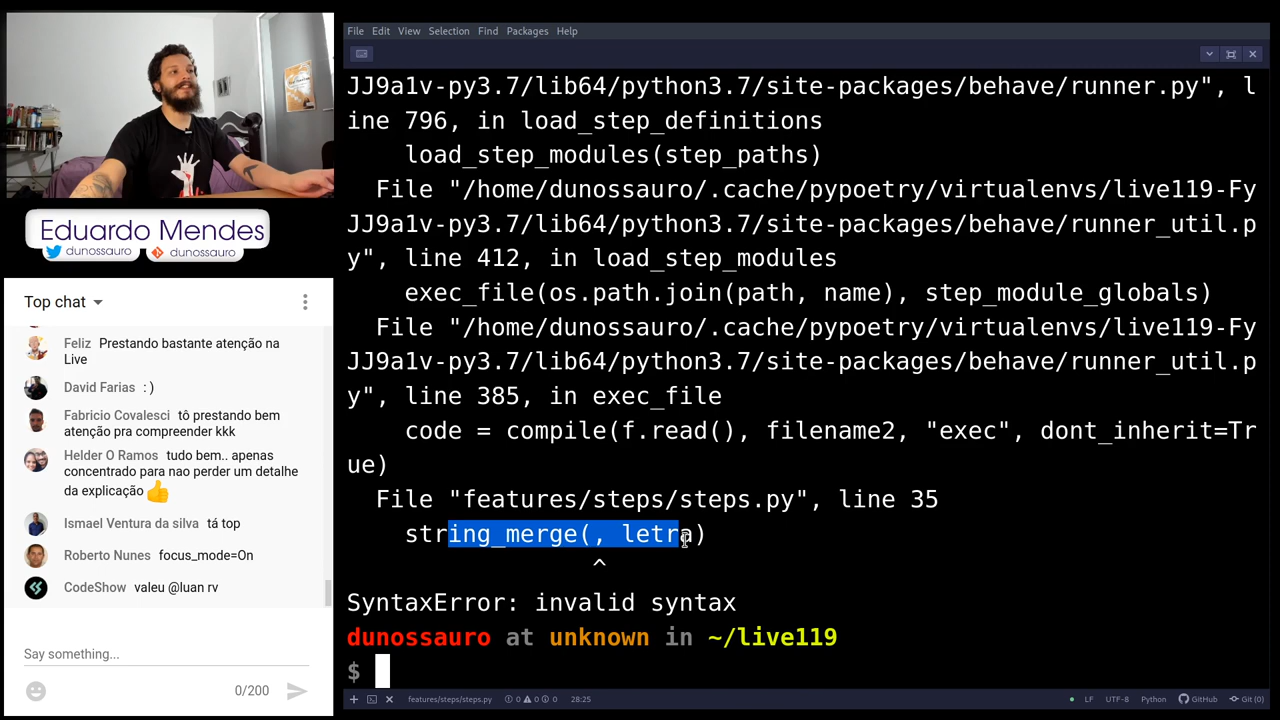 File Edit View Selection Find Packages Help
JJ9a1v-py3.7/lib64/python3.7/site-packages/behave/runner.py", l
ine 796, in load_step_definitions
load_step_modules(step_paths)
File "/home/dunossauro/.cache/pypoetry/virtualenvs/live119-Fy
JJ9a1v-py3.7/lib64/python3.7/site-packages/behave/runner_util.p
y", line 412, in load_step_modules
exec_file(os.path.join(path, name), step_module_globals)
File "/home/dunossauro/.cache/pypoetry/virtualenvs/live119-Fy
JJ9a1v-py3.7/lib64/python3.7/site-packages/behave/runner_util.p
y", line 385, in exec_file
code = compile(f.read(), filename2, "exec", dont_inherit=Tr
ue)
File "features/steps/steps.py", line 35
string_merge(, letra)
^
SyntaxError: invalid syntax
dunossauro at unknown in ~/live119
$
features/steps/steps.py 0 0 0 28:25 LF UTF-8 Python GitHub Git (0)
Eduardo Mendes
dunossauro dunossauro
Top chat
Feliz Prestando bastante atenção na
Live
David Farias : )
Fabricio Covalesci tô prestando bem
atenção pra compreender kkk
Helder O Ramos tudo bem.. apenas
concentrado para nao perder um detalhe
da explicação 👍
Ismael Ventura da silva tá top
Roberto Nunes focus_mode=On
CodeShow valeu @luan rv
Say something...
0/200